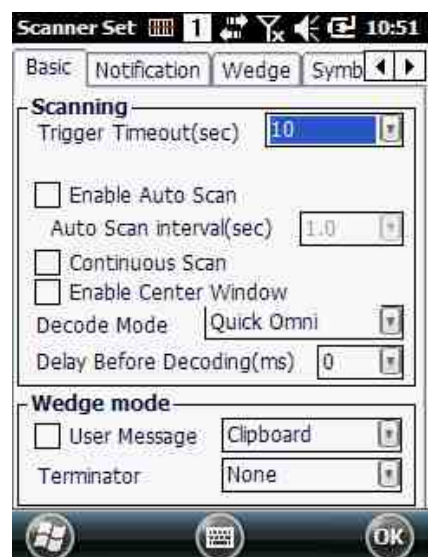 Scanne r Set 1 10:51
Basic Notification Wedge Symb
Scanning
Trigger Timeout(sec) 10
Enable Auto Scan
Auto Scan interval(sec) 1.0
Continuous Scan
Enable Center Window
Decode Mode Quick Omni
Delay Before Decoding(ms) 0
Wedge mode
User Message Clipboard
Terminator None
OK